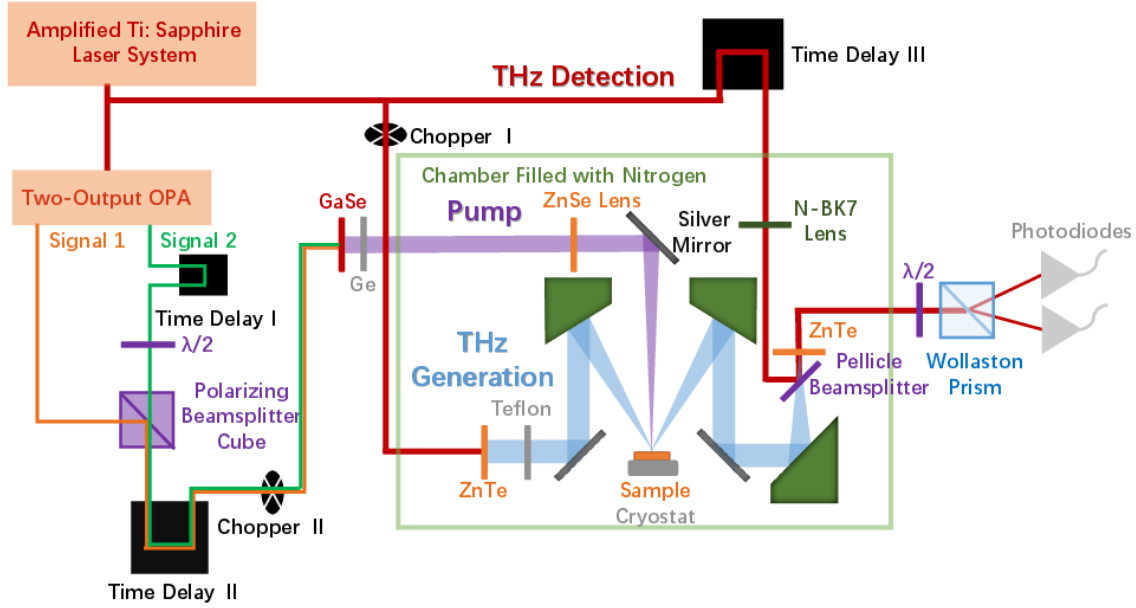 Amplified Ti: Sapphire
Laser System
Time Delay III
THz Detection
Chopper I
Chamber Filled with Nitrogen
Two-Output OPA
GaSe
ZnSe Lens
Pump
Silver
Mirror
N-BK7
Lens
Photodiodes
Signal 1
Signal 2
Ge
λ/2
Time Delay I
ZnTe
λ/2
THz
Generation
Pellicle
Beamsplitter
Wollaston
Prism
Polarizing
Beamsplitter
Cube
Teflon
ZnTe
Sample
Cryostat
Chopper II
Time Delay II